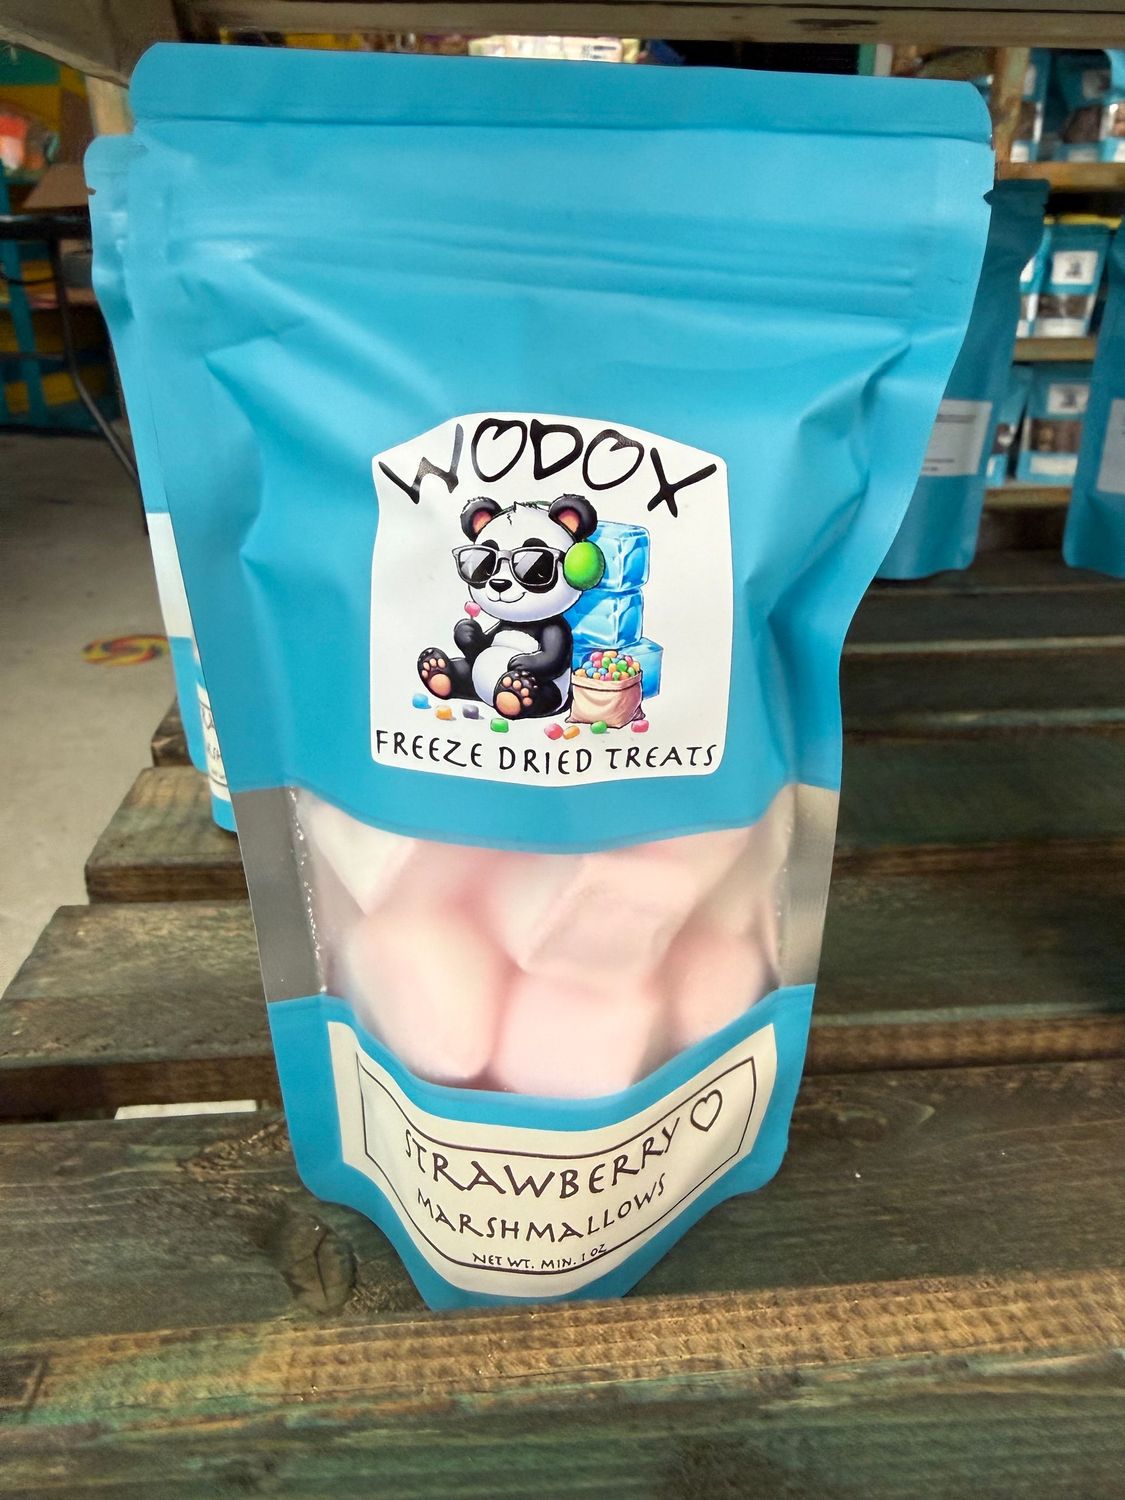 WODOX
FREEZE DRIED TREATS
STRAWBERRY
MARSHMALLOWS
NET WT. MIN. 1 OZ